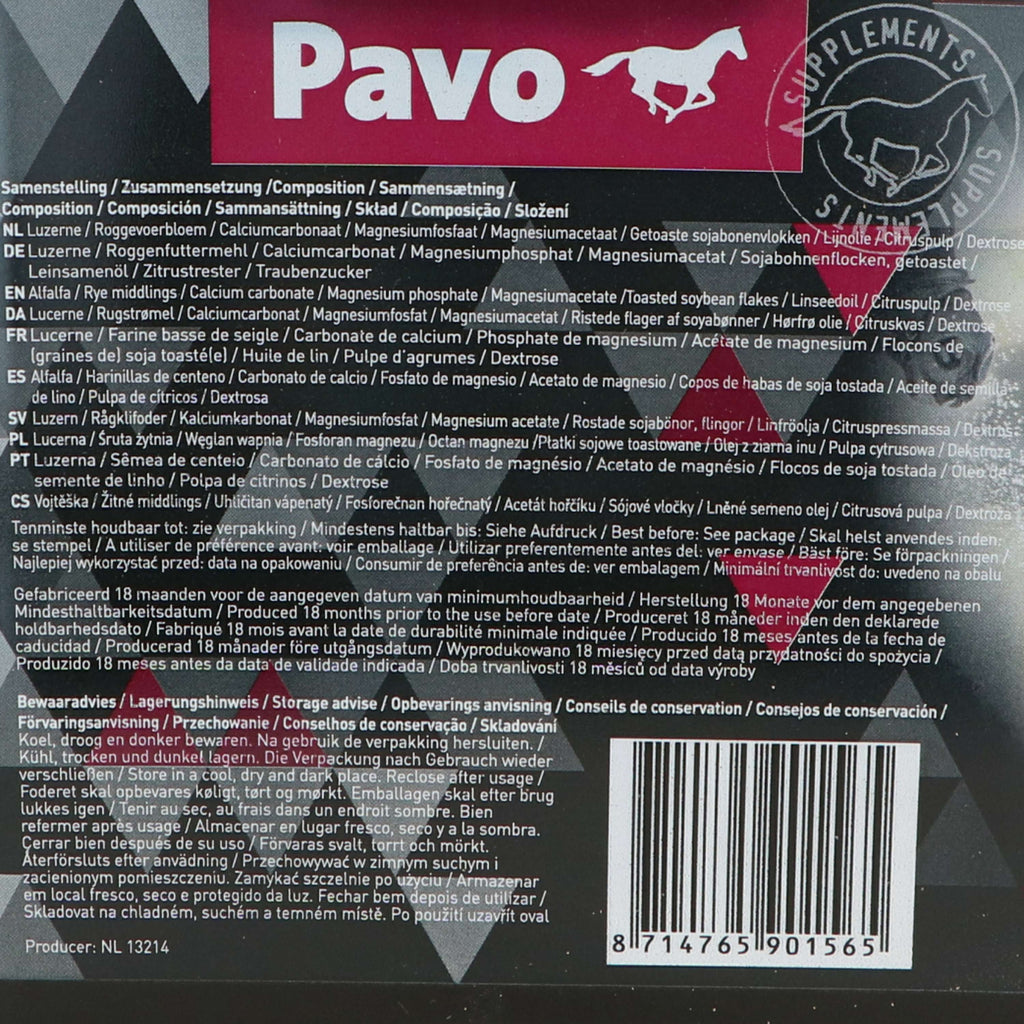 Pavo
SUPPLEMENTS
SUPPLEMENTS
Samenstelling / Zusammensetzung /Composition / Sammensætning /
Composition / Composición / Sammansättning / Skład / Composição / Složení
NL Luzerne / Roggevoerbloem / Calciumcarbonaat / Magnesiumfosfaat / Magnesiumacetaat / Getoaste sojabonenvlokken / Lijnolie / Citruspulp / Dextrose
DE Luzerne / Roggenfuttermehl / Calciumcarbonat / Magnesiumphosphat / Magnesiumacetat / Sojabohnenflocken, getoastet /
Leinsamenöl / Zitrustrester / Traubenzucker
EN Alfalfa / Rye middlings / Calcium carbonate / Magnesium phosphate / Magnesiumacetate /Toasted soybean flakes / Linseedoil / Citruspulp / Dextrose
DA Lucerne / Rugstrømel / Calciumcarbonat / Magnesiumfosfat / Magnesiumacetat / Ristede flager af soyabønner / Hørfrø olie / Citruskvas / Dextrose
FR Lucerne / Farine basse de seigle / Carbonate de calcium / Phosphate de magnesium / Acétate de magnesium / Flocons de
(graines de) soja toasté(e) / Huile de lin / Pulpe d'agrumes / Dextrose
ES Alfalfa / Harinillas de centeno / Carbonato de calcio / Fosfato de magnesio / Acetato de magnesio / Copos de habas de soja tostada / Aceite de semilla
de lino / Pulpa de cítricos / Dextrosa
SV Luzern / Rågklifoder / Kalciumkarbonat / Magnesiumfosfat / Magnesium acetate / Rostade sojabönor, flingor / Linfröolja / Citruspressmassa / Dextros
PL Lucerna / Śruta żytnia / Węglan wapnia / Fosforan magnezu / Octan magnezu /Płatki sojowe toastowane / Olej z ziarna inu / Pulpa cytrusowa / Dekstroza
PT Luzerna / Sêmea de centeio / Carbonato de cálcio / Fosfato de magnésio / Acetato de magnésio / Flocos de soja tostada / Óleo de
semente de linho / Polpa de citrinos / Dextrose
CS Vojtěška / Žitné middlings / Uhličitan vápenatý / Fosforečnan hořečnatý / Acetát hořčíku / Sójové vločky / Lněné semeno olej / Citrusová pulpa / Dextróza
Tenminste houdbaar tot: zie verpakking / Mindestens haltbar bis: Siehe Aufdruck / Best before: See package / Skal helst anvendes inden:
se stempel / A utiliser de préférence avant: voir emballage / Utilizar preferentemente antes del: ver envase / Bäst före: Se förpackningen /
Najlepiej wykorzystać przed: data na opakowaniu / Consumir de preferência antes de: ver embalagem / Minimální trvanlivost do: uvedeno na obalu
Gefabriceerd 18 maanden voor de aangegeven datum van minimumhoudbaarheid / Herstellung 18 Monate vor dem angegebenen
Mindesthaltbarkeitsdatum / Produced 18 months prior to the use before date / Produceret 18 måneder inden den deklarede
holdbarhedsdato / Fabriqué 18 mois avant la date de durabilité minimale indiquée / Producido 18 meses antes de la fecha de
caducidad / Producerad 18 månader före utgångsdatum / Wyprodukowano 18 miesięcy przed datą przydatności do spożycia /
Produzido 18 meses antes da data de validade indicada / Doba trvanlivosti 18 měsíců od data výroby
Bewaaradvies / Lagerungshinweis / Storage advise / Opbevarings anvisning / Conseils de conservation / Consejos de conservación /
Förvaringsanvisning / Przechowanie / Conselhos de conservação / Skladování
Koel, droog en donker bewaren. Na gebruik de verpakking hersluiten. /
Kühl, trocken und dunkel lagern. Die Verpackung nach Gebrauch wieder
verschließen / Store in a cool, dry and dark place. Reclose after usage /
Foderet skal opbevares køligt, tørt og mørkt. Emballagen skal efter brug
lukkes igen / Tenir au sec, au frais dans un endroit sombre. Bien
refermer après usage / Almacenar en lugar fresco, seco y a la sombra.
Cerrar bien después de su uso / Förvaras svalt, torrt och mörkt.
Återförsluts efter anvädning / Przechowywać w zimnym suchym i
zacienionym pomieszczeniu. Zamykać szczelnie po użyciu / Armazenar
em local fresco, seco e protegido da luz. Fechar bem depois de utilizar /
Skladovat na chladném, suchém a temném místě. Po použití uzavřít oval
Producer: NL 13214
8 714765 901565